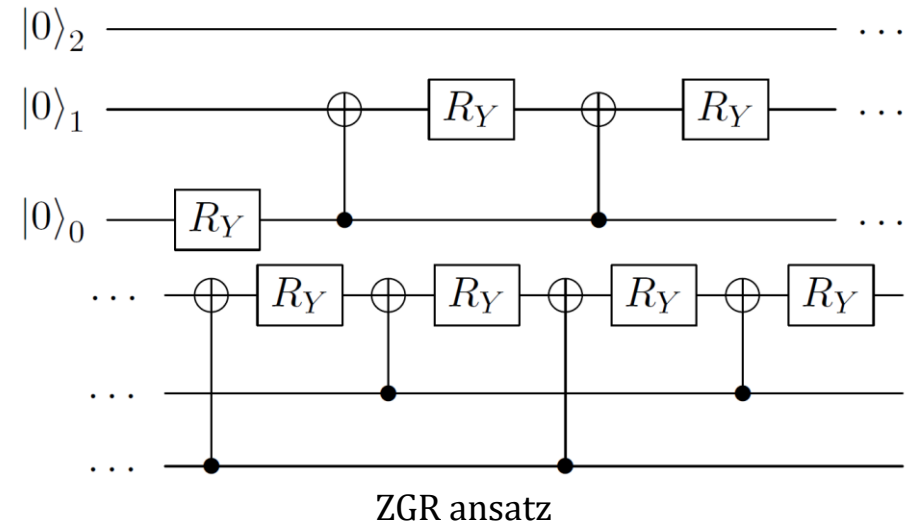 |0⟩₂ ...
|0⟩₁ R_Y R_Y ...
|0⟩₀ R_Y ...
... R_Y R_Y R_Y R_Y
...
...
ZGR ansatz